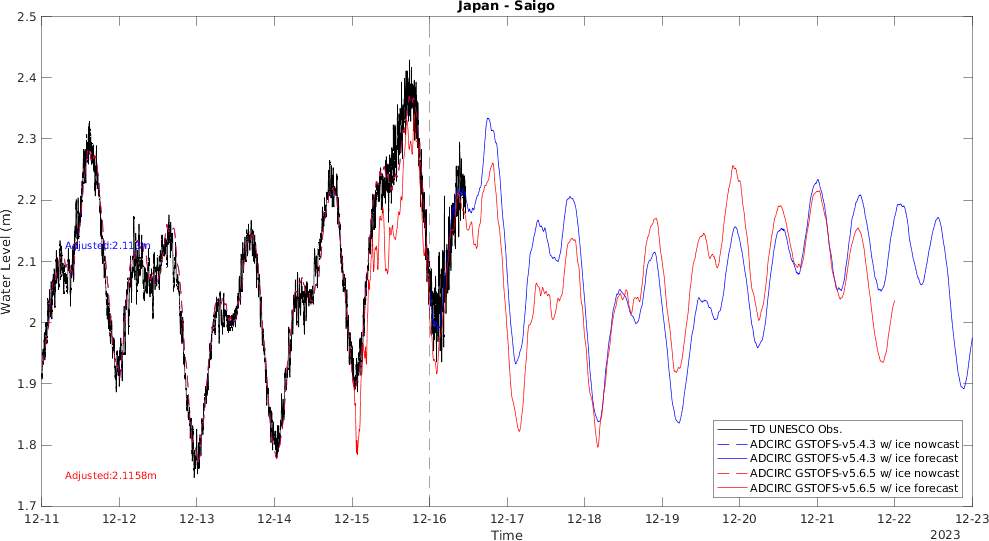 Japan - Saigo
2.5
2.4
2.3
2.2
2.1
2
1.9
1.8
1.7
Water Level (m)
Adjusted:2.113m
Adjusted:2.1158m
TD UNESCO Obs.
ADCIRC GSTOFS-v5.4.3 w/ ice nowcast
ADCIRC GSTOFS-v5.4.3 w/ ice forecast
ADCIRC GSTOFS-v5.6.5 w/ ice nowcast
ADCIRC GSTOFS-v5.6.5 w/ ice forecast
12-11 12-12 12-13 12-14 12-15 12-16 12-17 12-18 12-19 12-20 12-21 12-22 12-23
Time
2023